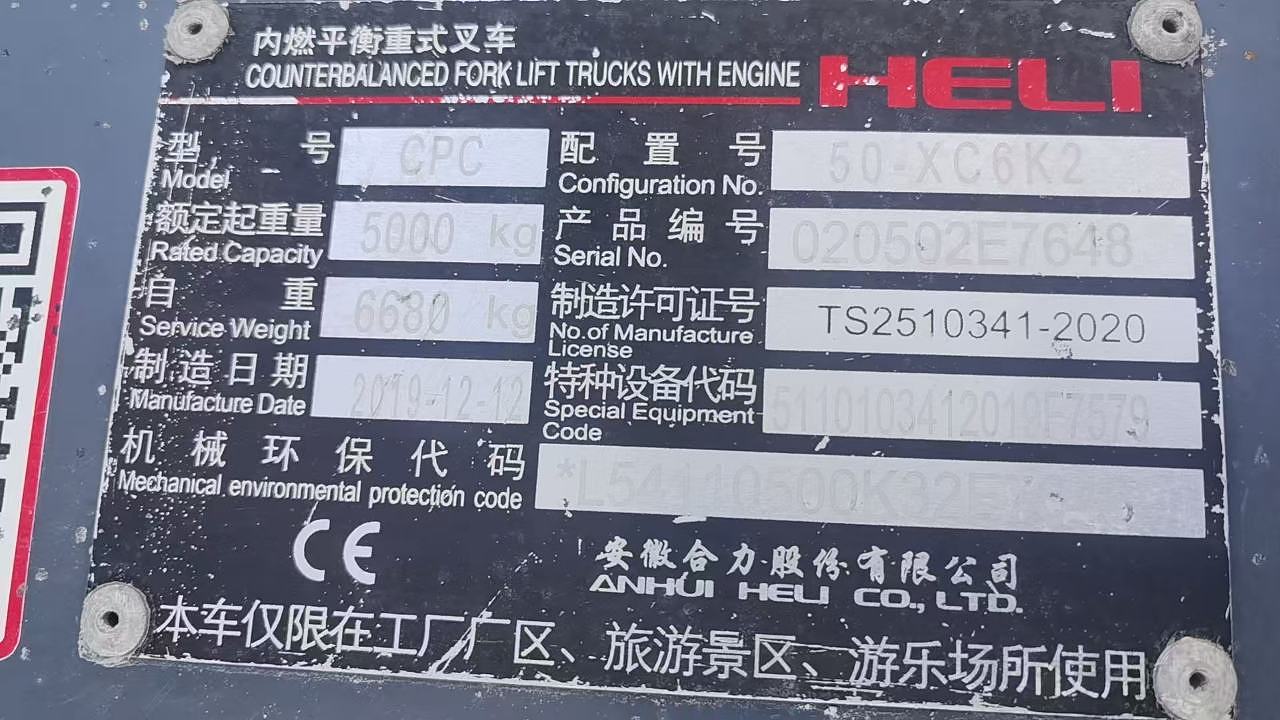 内燃平衡重式叉车
COUNTERBALANCED FORK LIFT TRUCKS WITH ENGINE HELI
型号 CPC 配置号 50 XC6K2
Model Configuration No.
额定起重量 5000 kg 产品编号 020502E7648
Rated Capacity Serial No.
自重 6680 kg 制造许可证号 TS2510341-2020
Service Weight No.of Manufacture
License
制造日期 2019-12-12 特种设备代码
Manufacture Date Special Equipment
Code
机械环保代码
Mechanical environmental protection code
CE
安徽合力股份有限公司
ANHUI HELI CO., LTD.
本车仅限在工厂厂区、旅游景区、游乐场所使用